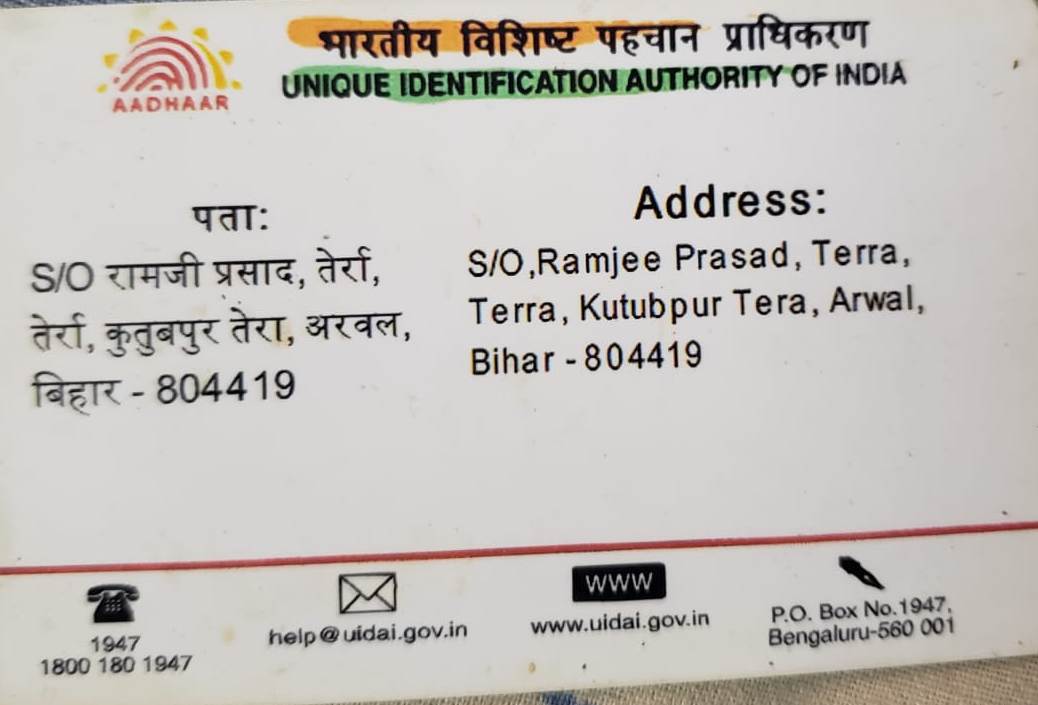 भारतीय विशिष्ट पहचान प्राधिकरण
UNIQUE IDENTIFICATION AUTHORITY OF INDIA
AADHAAR
पता:
S/O रामजी प्रसाद, तेर्रा,
तेर्रा, कुतुबपुर तेरा, अरवल,
बिहार - 804419
Address:
S/O,Ramjee Prasad, Terra,
Terra, Kutubpur Tera, Arwal,
Bihar - 804419
1947
1800 180 1947
help@uidai.gov.in
www
www.uidai.gov.in
P.O. Box No.1947,
Bengaluru-560 001